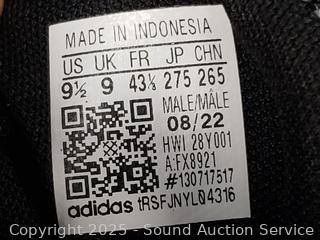 MADE IN INDONESIA
US UK FR JP CHN
9½ 9 43⅓ 275 265
MALE/MÂLE
08/22
HWI 28Y001
A:FX8921
#130717517
adidas tRSFJNYLQ4316
Copyright 2025 - Sound Auction Service